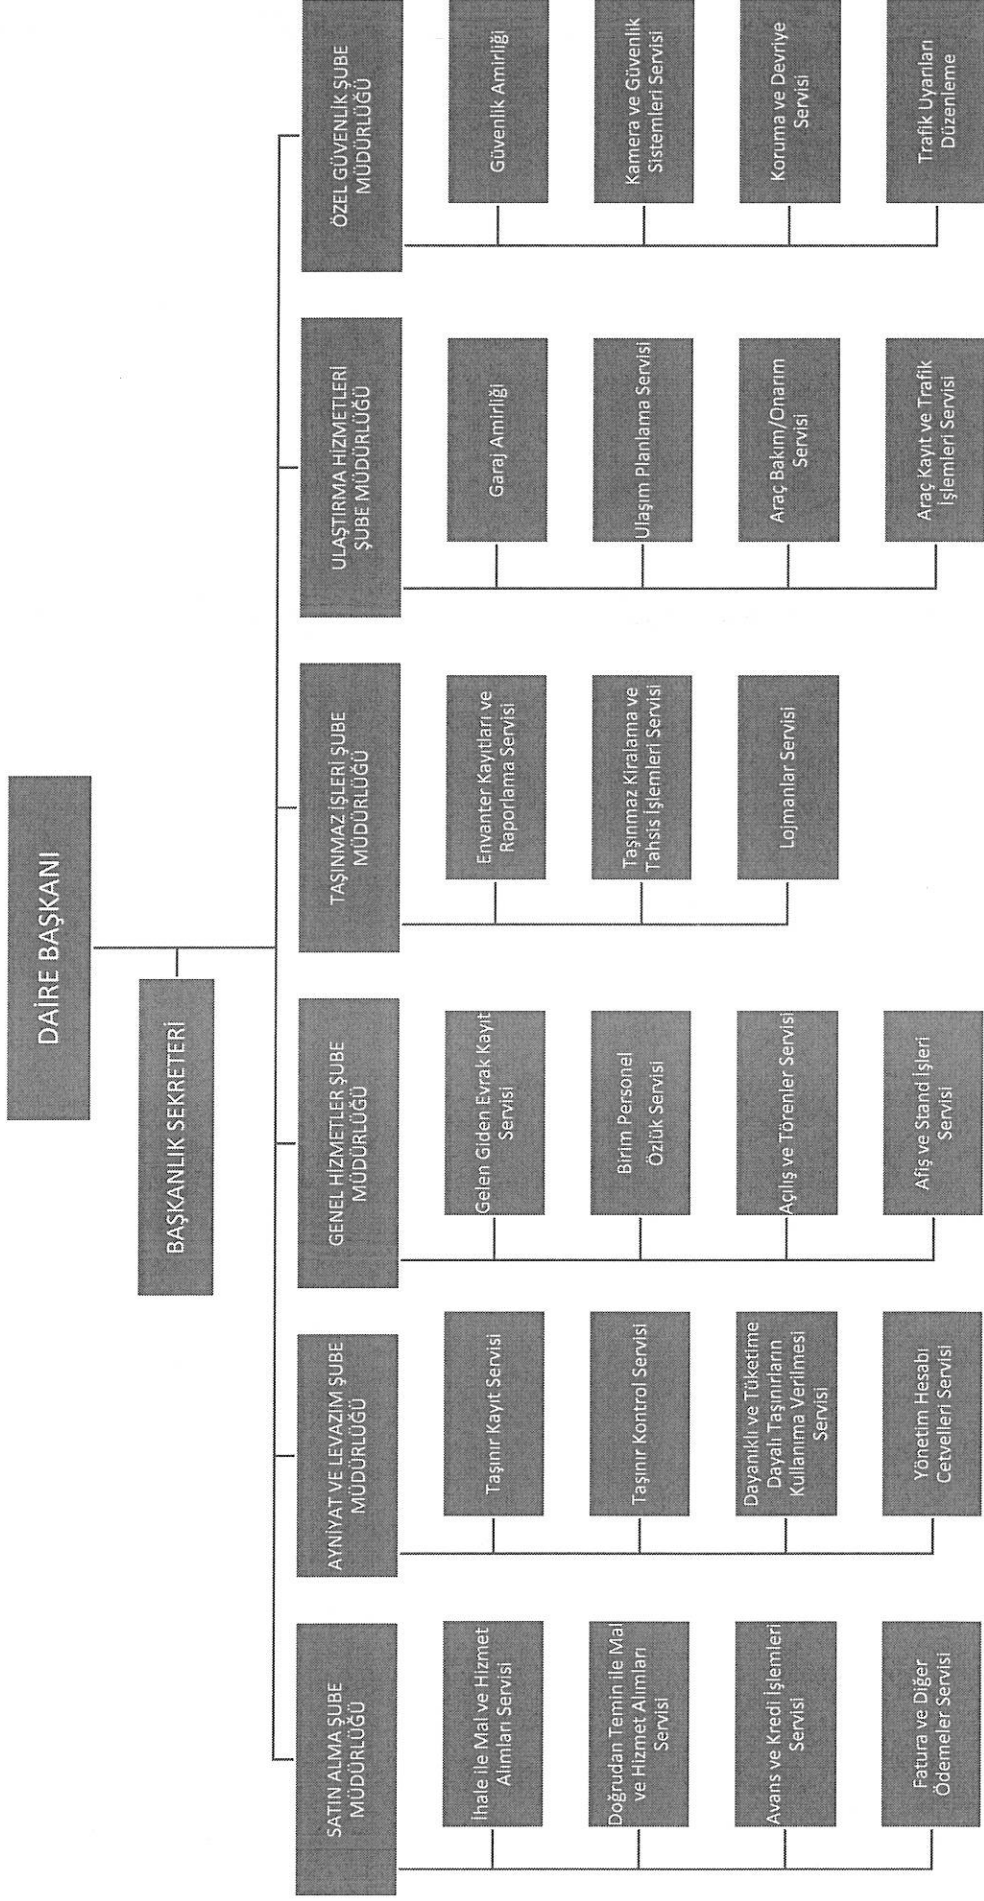 DAİRE BAŞKANI
BAŞKANLIK SEKRETERİ
SATIN ALMA ŞUBE
MÜDÜRLÜĞÜ
İhale ile Mal ve Hizmet
Alımları Servisi
Doğrudan Temin ile Mal
ve Hizmet Alımları
Servisi
Avans ve Kredi İşlemleri
Servisi
Fatura ve Diğer
Ödemeler Servisi
AYNİYAT VE LEVAZIM ŞUBE
MÜDÜRLÜĞÜ
Taşınır Kayıt Servisi
Taşınır Kontrol Servisi
Dayanıklı ve Tüketime
Dayalı Taşınırların
Kullanıma Verilmesi
Servisi
Yönetim Hesabı
Cetvelleri Servisi
GENEL HİZMETLER ŞUBE
MÜDÜRLÜĞÜ
Gelen Giden Evrak Kayıt
Servisi
Birim Personel
Özlük Servisi
Açılış ve Törenler Servisi
Afiş ve Stand İşleri
Servisi
TAŞINMAZ İŞLERİ ŞUBE
MÜDÜRLÜĞÜ
Envanter Kayıtları ve
Raporlama Servisi
Taşınmaz Kiralama ve
Tahsis İşlemleri Servisi
Lojmanlar Servisi
ULAŞTIRMA HİZMETLERİ
ŞUBE MÜDÜRLÜĞÜ
Garaj Amirliği
Ulaşım Planlama Servisi
Araç Bakım/Onarım
Servisi
Araç Kayıt ve Trafik
İşlemleri Servisi
ÖZEL GÜVENLİK ŞUBE
MÜDÜRLÜĞÜ
Güvenlik Amirliği
Kamera ve Güvenlik
Sistemleri Servisi
Koruma ve Devriye
Servisi
Trafik Uyarıları
Düzenleme